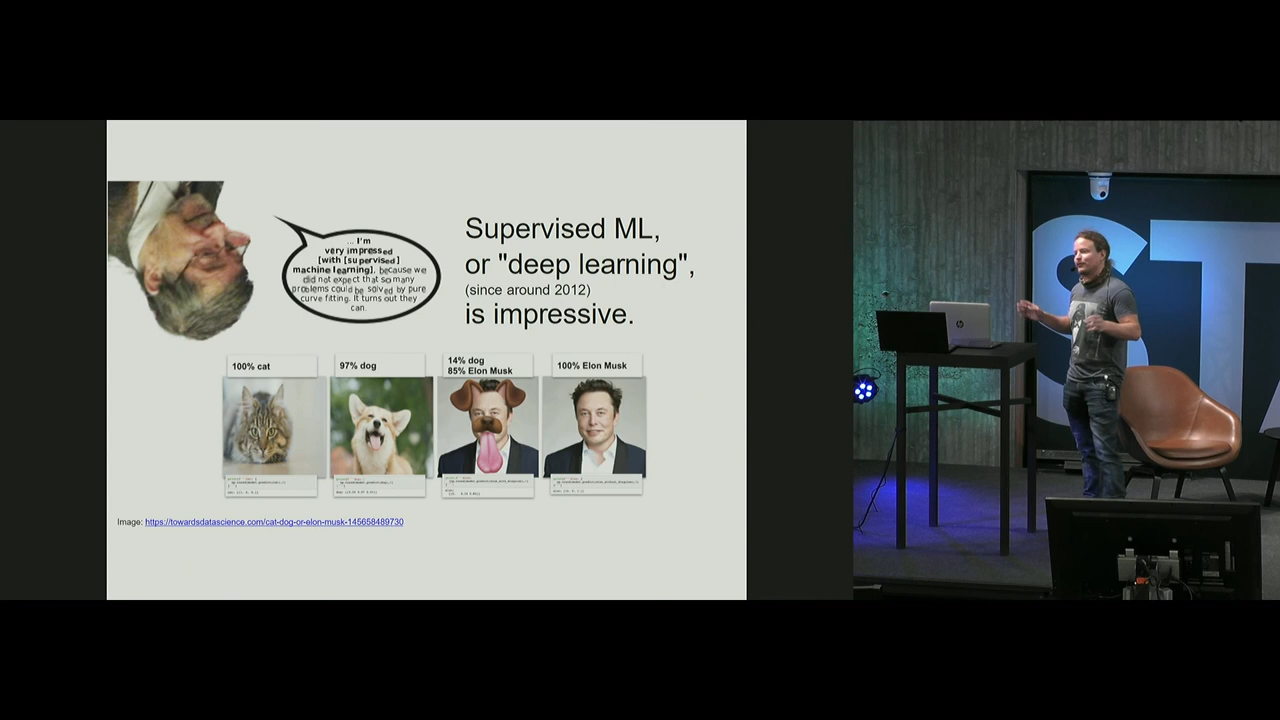 ... I'm
very impressed
[with [supervised]
machine learning], because we
did not expect that so many
problems could be solved by pure
curve fitting. It turns out they
can.
Supervised ML,
or "deep learning",
(since around 2012)
is impressive.
100% cat
97% dog
14% dog
85% Elon Musk
100% Elon Musk
Image: https://towardsdatascience.com/cat-dog-or-elon-musk-145658489730
hp
STA